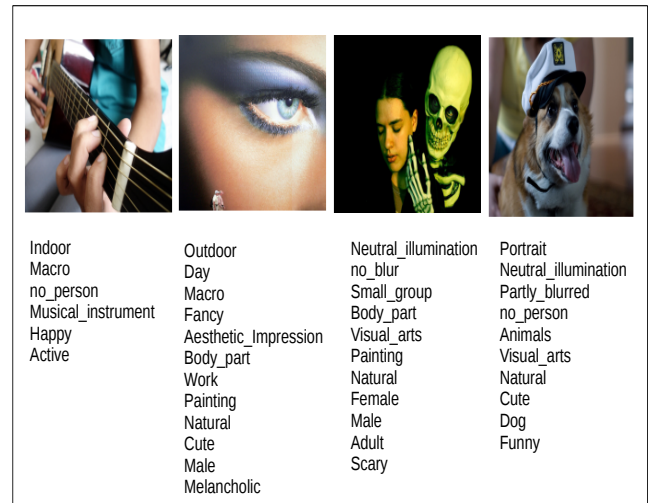 Indoor
Macro
no_person
Musical_instrument
Happy
Active
Outdoor
Day
Macro
Fancy
Aesthetic_Impression
Body_part
Work
Painting
Natural
Cute
Male
Melancholic
Neutral_illumination
no_blur
Small_group
Body_part
Visual_arts
Painting
Natural
Female
Male
Adult
Scary
Portrait
Neutral_illumination
Partly_blurred
no_person
Animals
Visual_arts
Natural
Cute
Dog
Funny